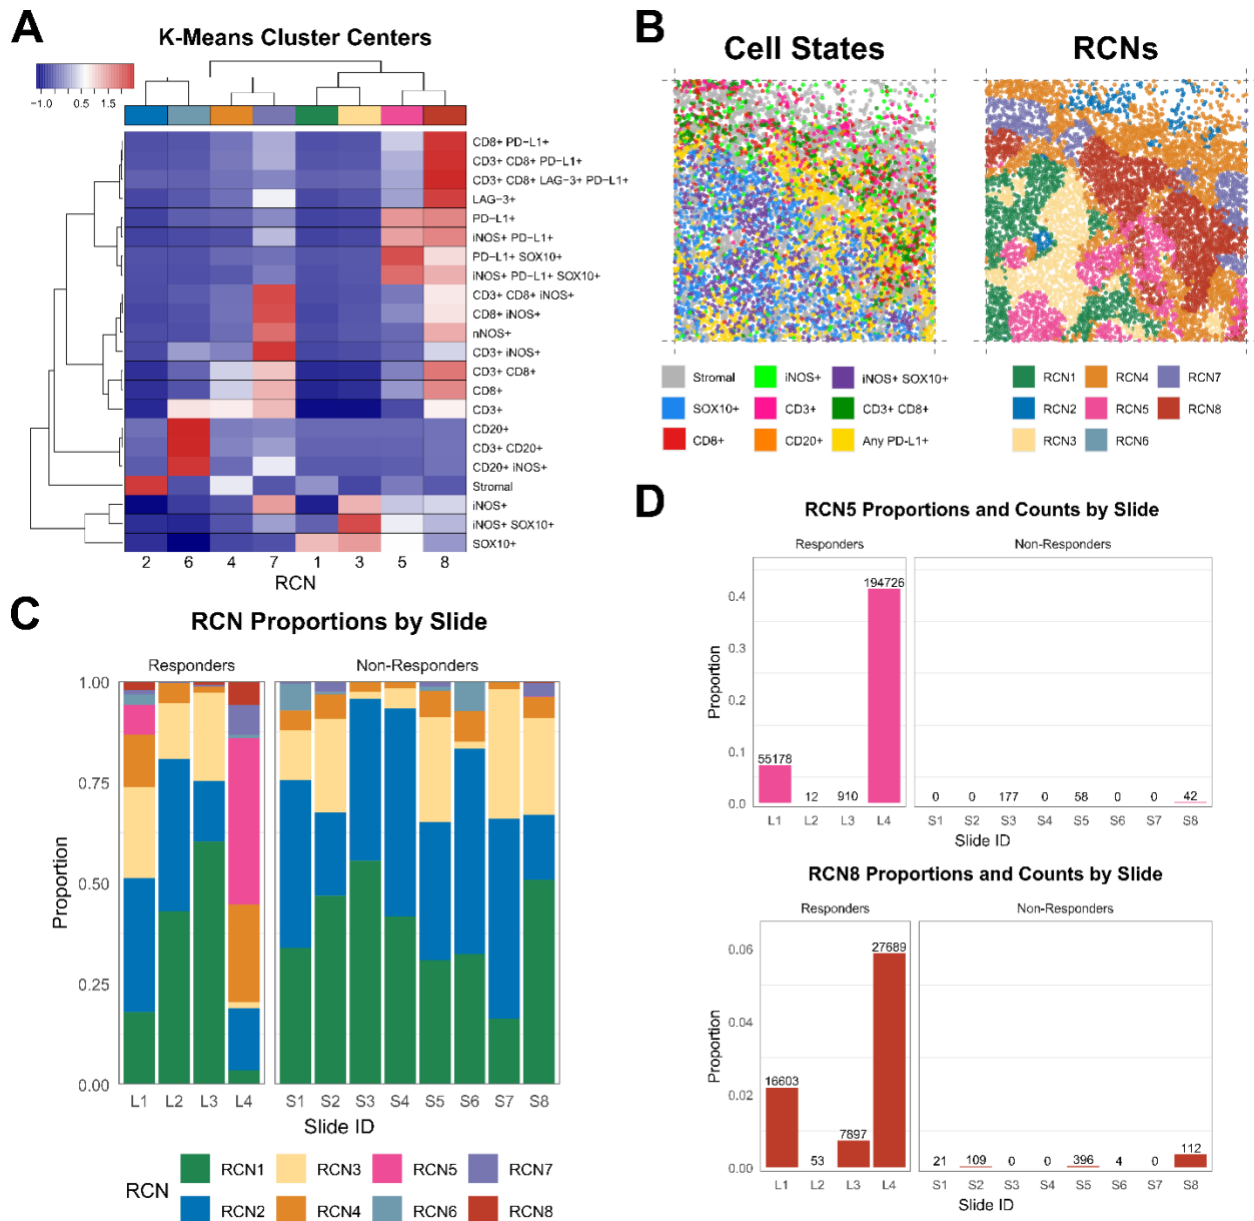 A
K-Means Cluster Centers
−1.0 0.5 1.5
CD8+ PD−L1+
CD3+ CD8+ PD−L1+
CD3+ CD8+ LAG−3+ PD−L1+
LAG−3+
PD−L1+
iNOS+ PD−L1+
PD−L1+ SOX10+
iNOS+ PD−L1+ SOX10+
CD3+ CD8+ iNOS+
CD8+ iNOS+
nNOS+
CD3+ iNOS+
CD3+ CD8+
CD8+
CD3+
CD20+
CD3+ CD20+
CD20+ iNOS+
Stromal
iNOS+
iNOS+ SOX10+
SOX10+
2 6 4 7 1 3 5 8
RCN
B
Cell States
RCNs
Stromal iNOS+ iNOS+ SOX10+
SOX10+ CD3+ CD3+ CD8+
CD8+ CD20+ Any PD-L1+
RCN1 RCN4 RCN7
RCN2 RCN5 RCN8
RCN3 RCN6
C
RCN Proportions by Slide
Responders Non-Responders
1.00
0.75
0.50
0.25
0.00
Proportion
L1 L2 L3 L4 S1 S2 S3 S4 S5 S6 S7 S8
Slide ID
RCN
RCN1 RCN3 RCN5 RCN7
RCN2 RCN4 RCN6 RCN8
D
RCN5 Proportions and Counts by Slide
Responders Non-Responders
0.4
0.3
0.2
0.1
0.0
Proportion
55178 12 910 194726 0 0 177 0 58 0 0 42
L1 L2 L3 L4 S1 S2 S3 S4 S5 S6 S7 S8
Slide ID
RCN8 Proportions and Counts by Slide
Responders Non-Responders
0.06
0.04
0.02
0.00
Proportion
16603 53 7897 27689 21 109 0 0 396 4 0 112
L1 L2 L3 L4 S1 S2 S3 S4 S5 S6 S7 S8
Slide ID